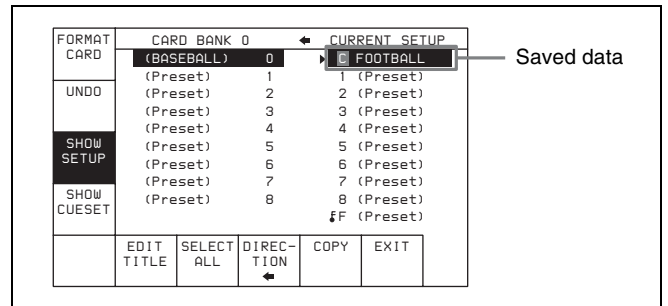 FORMAT CARD
UNDO
SHOW SETUP
SHOW CUESET
CARD BANK 0 ← CURRENT SETUP
(BASEBALL) 0 ▶ C FOOTBALL
(Preset) 1 1 (Preset)
(Preset) 2 2 (Preset)
(Preset) 3 3 (Preset)
(Preset) 4 4 (Preset)
(Preset) 5 5 (Preset)
(Preset) 6 6 (Preset)
(Preset) 7 7 (Preset)
(Preset) 8 8 (Preset)
F (Preset)
EDIT TITLE
SELECT ALL
DIREC-
TION ←
COPY
EXIT
Saved data